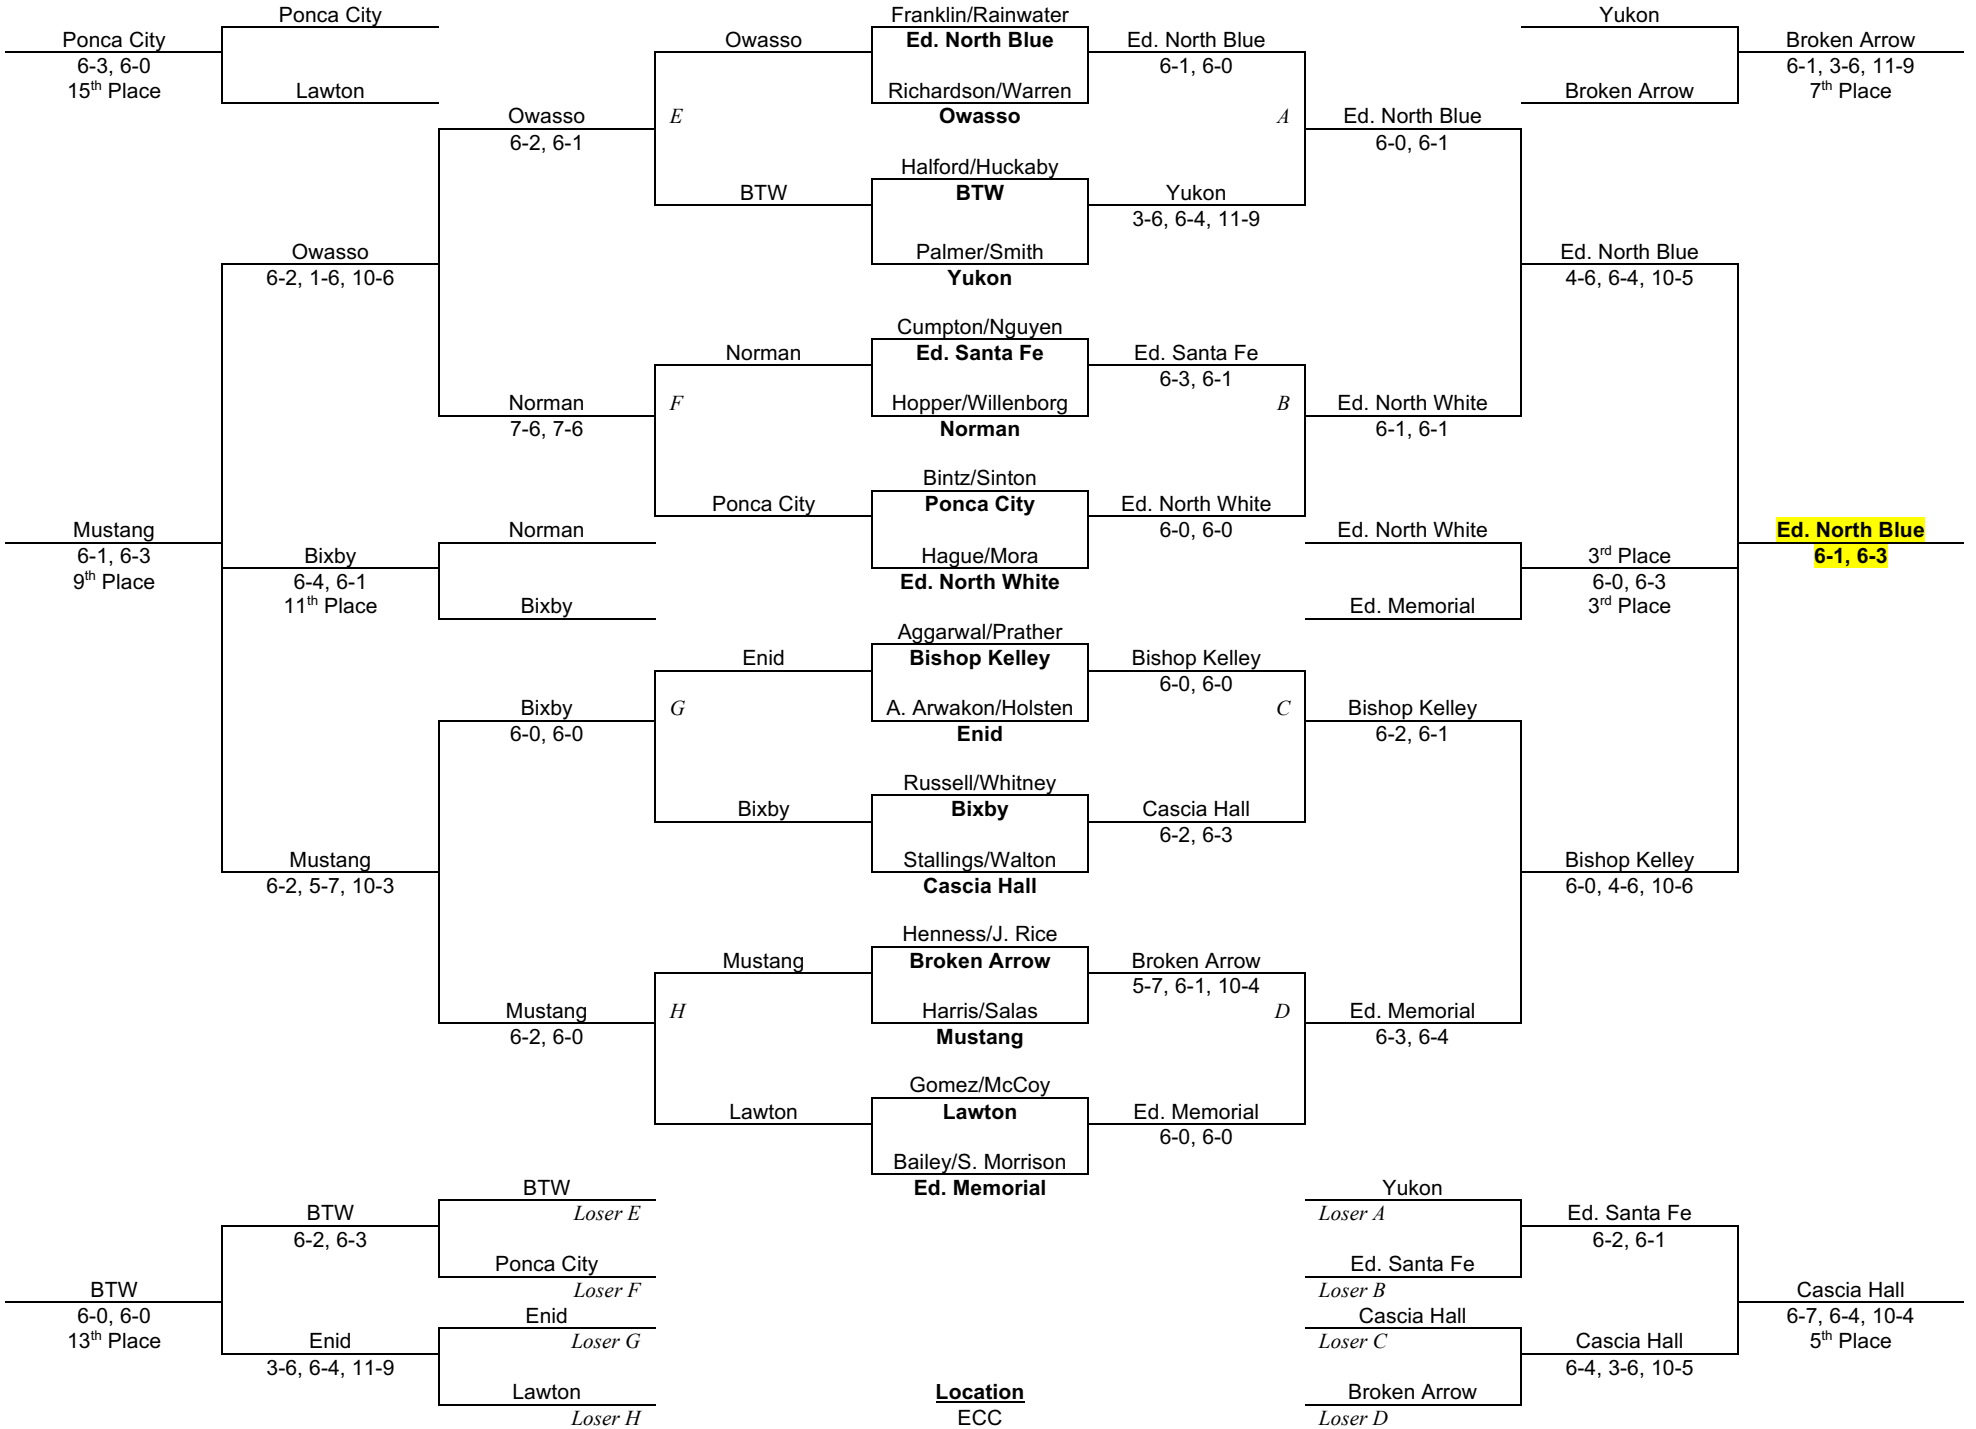 Ponca City
Franklin/Rainwater
Yukon
Ponca City
Owasso
Ed. North Blue
Ed. North Blue
Broken Arrow
6-3, 6-0
6-1, 6-0
6-1, 3-6, 11-9
15th Place
Lawton
Richardson/Warren
Broken Arrow
7th Place
Owasso
E
Owasso
A
Ed. North Blue
6-2, 6-1
6-0, 6-1
Halford/Huckaby
BTW
BTW
Yukon
3-6, 6-4, 11-9
Owasso
Palmer/Smith
Ed. North Blue
6-2, 1-6, 10-6
Yukon
4-6, 6-4, 10-5
Cumpton/Nguyen
Norman
Ed. Santa Fe
Ed. Santa Fe
6-3, 6-1
Norman
F
Hopper/Willenborg
B
Ed. North White
7-6, 7-6
Norman
6-1, 6-1
Bintz/Sinton
Ponca City
Ponca City
Ed. North White
Mustang
Norman
6-0, 6-0
Ed. North White
Ed. North Blue
6-1, 6-3
Bixby
Hague/Mora
3rd Place
6-1, 6-3
9th Place
6-4, 6-1
Ed. North White
6-0, 6-3
11th Place
Bixby
Ed. Memorial
3rd Place
Aggarwal/Prather
Enid
Bishop Kelley
Bishop Kelley
6-0, 6-0
Bixby
G
A. Arwakon/Holsten
C
Bishop Kelley
6-0, 6-0
Enid
6-2, 6-1
Russell/Whitney
Bixby
Bixby
Cascia Hall
6-2, 6-3
Mustang
Stallings/Walton
Bishop Kelley
6-2, 5-7, 10-3
Cascia Hall
6-0, 4-6, 10-6
Henness/J. Rice
Mustang
Broken Arrow
Broken Arrow
5-7, 6-1, 10-4
Mustang
H
Harris/Salas
D
Ed. Memorial
6-2, 6-0
Mustang
6-3, 6-4
Gomez/McCoy
Lawton
Lawton
Ed. Memorial
6-0, 6-0
Bailey/S. Morrison
BTW
Ed. Memorial
Yukon
BTW
Loser E
Loser A
Ed. Santa Fe
6-2, 6-3
6-2, 6-1
Ponca City
Ed. Santa Fe
BTW
Loser F
Loser B
Cascia Hall
6-0, 6-0
Enid
Cascia Hall
6-7, 6-4, 10-4
13th Place
Enid
Loser G
Loser C
Cascia Hall
5th Place
3-6, 6-4, 11-9
6-4, 3-6, 10-5
Lawton
Location
Broken Arrow
Loser H
ECC
Loser D